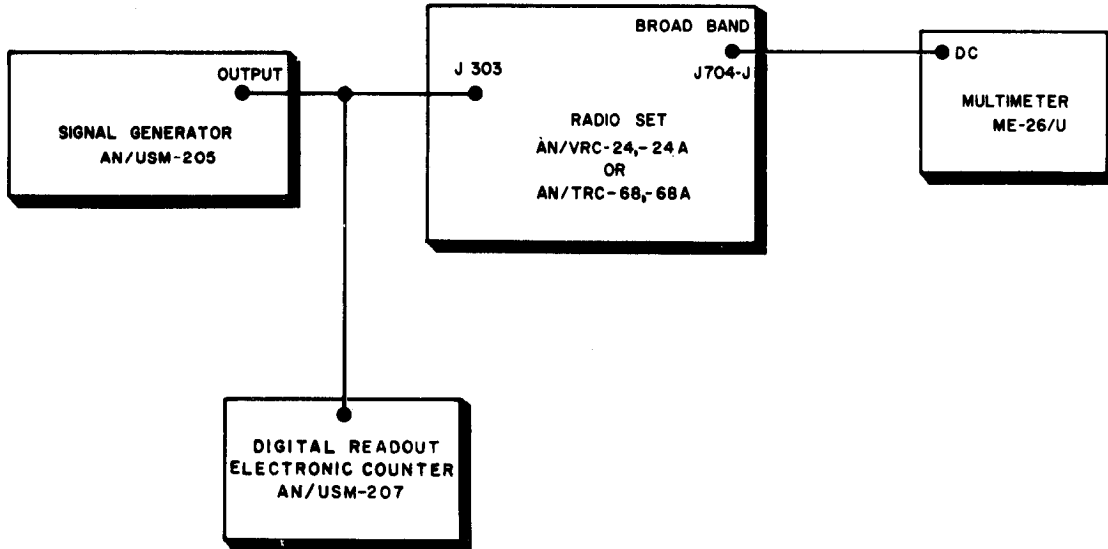 OUTPUT
SIGNAL GENERATOR
AN/USM-205
J 303
BROAD BAND
J704-J
RADIO SET
AN/VRC-24,-24A
OR
AN/TRC-68,-68A
DC
MULTIMETER
ME-26/U
DIGITAL READOUT
ELECTRONIC COUNTER
AN/USM-207